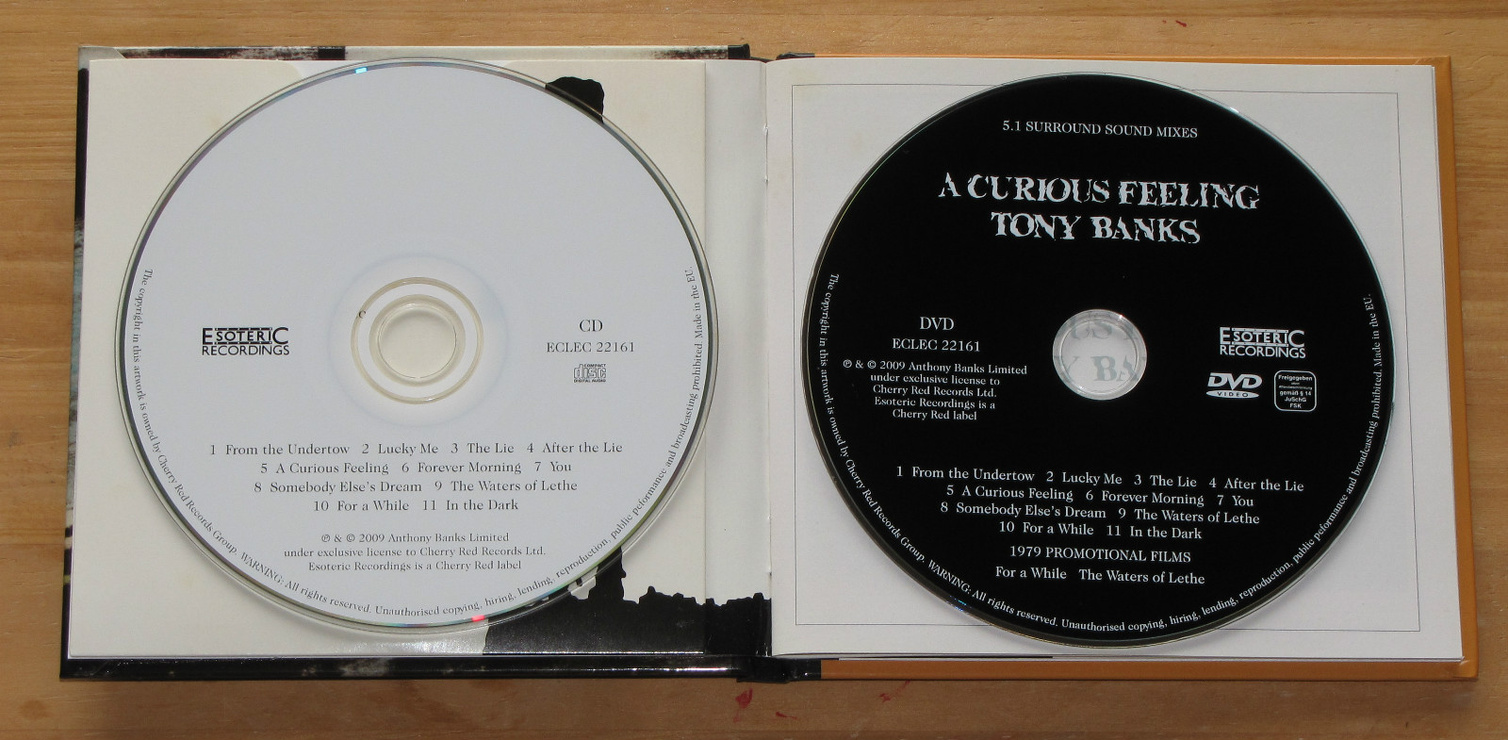 ESOTERIC
RECORDINGS
CD
ECLEC 22161
COMPACT
disc
DIGITAL AUDIO
1 From the Undertow 2 Lucky Me 3 The Lie 4 After the Lie
5 A Curious Feeling 6 Forever Morning 7 You
8 Somebody Else's Dream 9 The Waters of Lethe
10 For a While 11 In the Dark
℗ & © 2009 Anthony Banks Limited
under exclusive license to Cherry Red Records Ltd.
Esoteric Recordings is a Cherry Red label
The copyright in this artwork is owned by Cherry Red Records Group. WARNING: All rights reserved. Unauthorised copying, hiring, lending, reproduction, public peformance and broadcasting prohibited. Made in the EU.
5.1 SURROUND SOUND MIXES
A CURIOUS FEELING
TONY BANKS
DVD
ECLEC 22161
℗ & © 2009 Anthony Banks Limited
under exclusive license to
Cherry Red Records Ltd.
Esoteric Recordings is a
Cherry Red label
ESOTERIC
RECORDINGS
DVD
VIDEO
Freigegeben
gemäß § 14
JuSchG
FSK
1 From the Undertow 2 Lucky Me 3 The Lie 4 After the Lie
5 A Curious Feeling 6 Forever Morning 7 You
8 Somebody Else's Dream 9 The Waters of Lethe
10 For a While 11 In the Dark
1979 PROMOTIONAL FILMS
For a While The Waters of Lethe
The copyright in this artwork is owned by Cherry Red Records Group. WARNING: All rights reserved. Unauthorised copying, hiring, lending, reproduction, public peformance and broadcasting prohibited. Made in the EU.